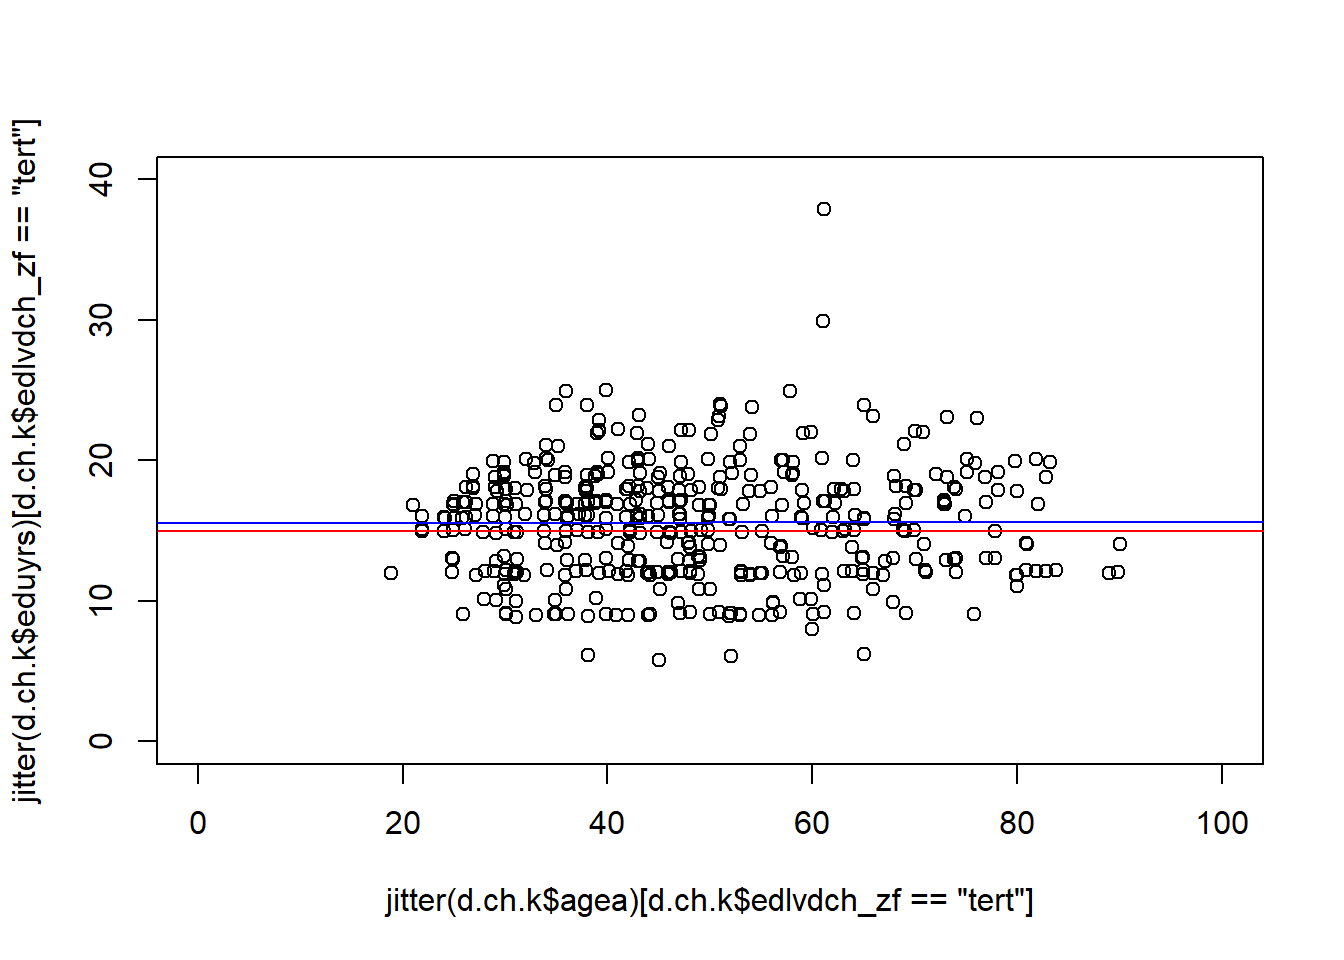 jitter(d.ch.k$eduyrs)[d.ch.k$edlvdch_zf == "tert"]
40
30
20
10
0
0 20 40 60 80 100
jitter(d.ch.k$agea)[d.ch.k$edlvdch_zf == "tert"]